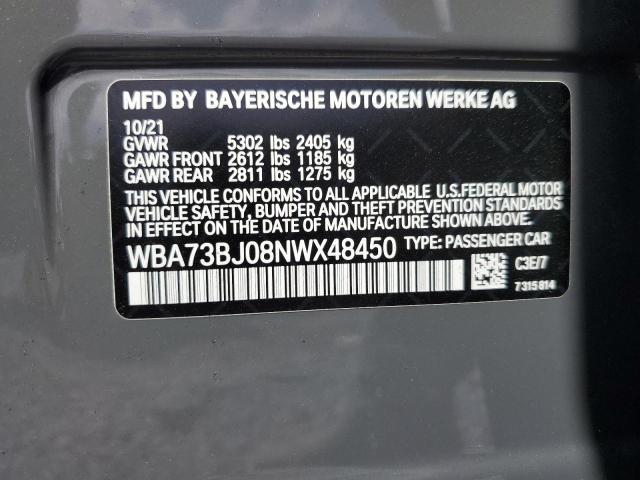 MFD BY BAYERISCHE MOTOREN WERKE AG
10/21
GVWR 5302 lbs 2405 kg
GAWR FRONT 2612 lbs 1185 kg
GAWR REAR 2811 lbs 1275 kg
THIS VEHICLE CONFORMS TO ALL APPLICABLE U.S.FEDERAL MOTOR
VEHICLE SAFETY, BUMPER, AND THEFT PREVENTION STANDARDS
IN EFFECT ON THE DATE OF MANUFACTURE SHOWN ABOVE.
WBA73BJ08NWX48450 TYPE: PASSENGER CAR
C3E/7
7315814